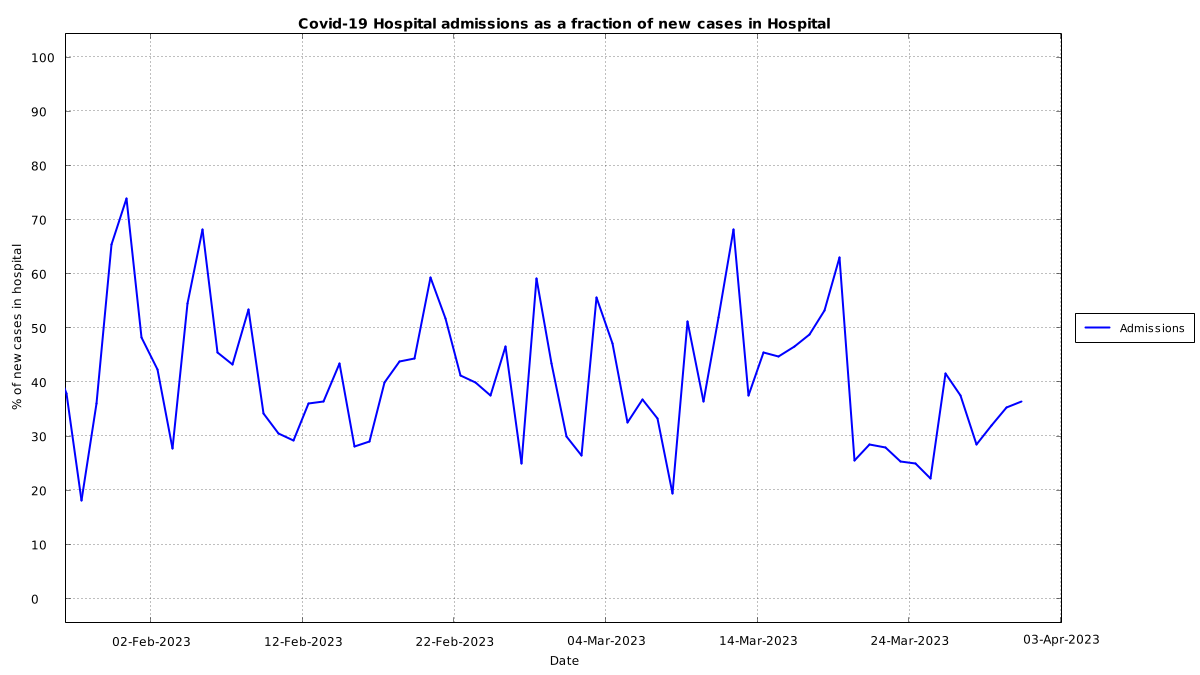 Covid-19 Hospital admissions as a fraction of new cases in Hospital
100
90
80
70
60
50
40
30
20
10
0
% of new cases in hospital
02-Feb-2023 12-Feb-2023 22-Feb-2023 04-Mar-2023 14-Mar-2023 24-Mar-2023 03-Apr-2023
Date
Admissions